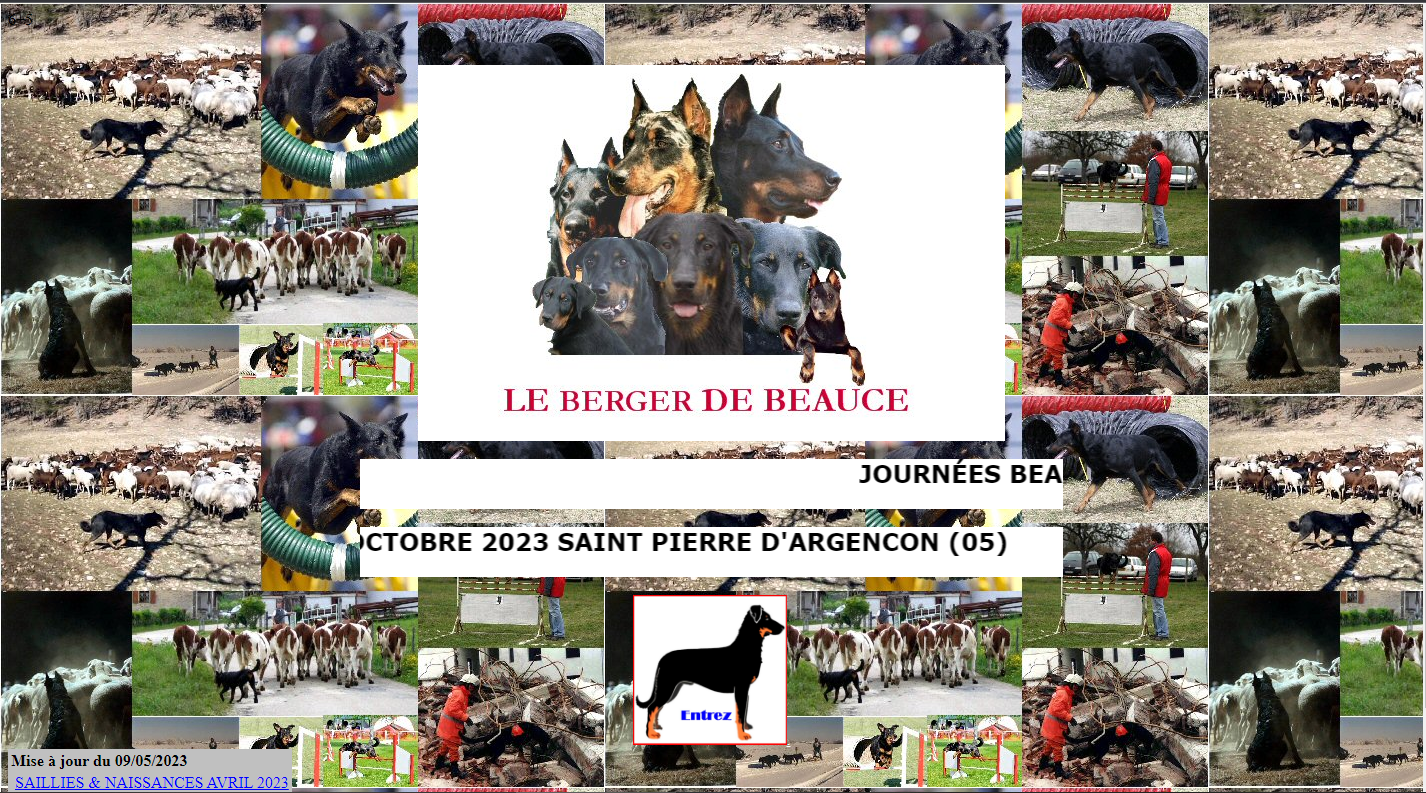 LE BERGER DE BEAUCE
JOURNÉES BEA
OCTOBRE 2023 SAINT PIERRE D'ARGENCON (05)
Entrez
Mise à jour du 09/05/2023
SAILLIES & NAISSANCES AVRIL 2023